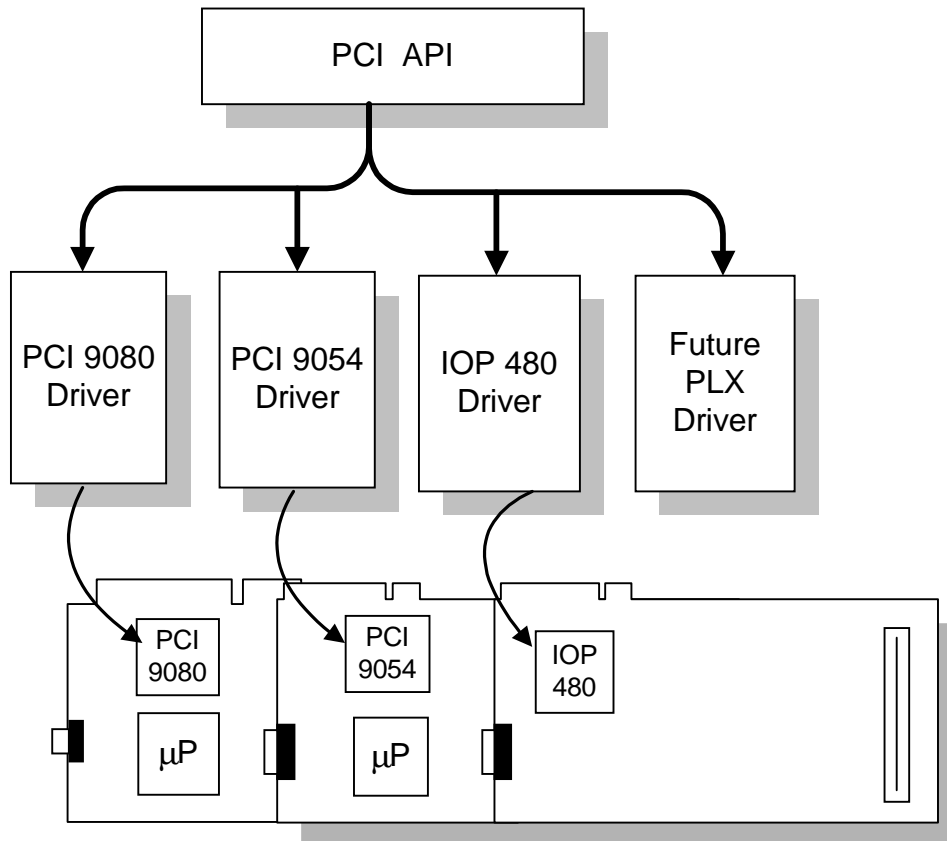 PCI API
PCI 9080
Driver
PCI 9054
Driver
IOP 480
Driver
Future
PLX
Driver
PCI
9080
μP
PCI
9054
μP
IOP
480